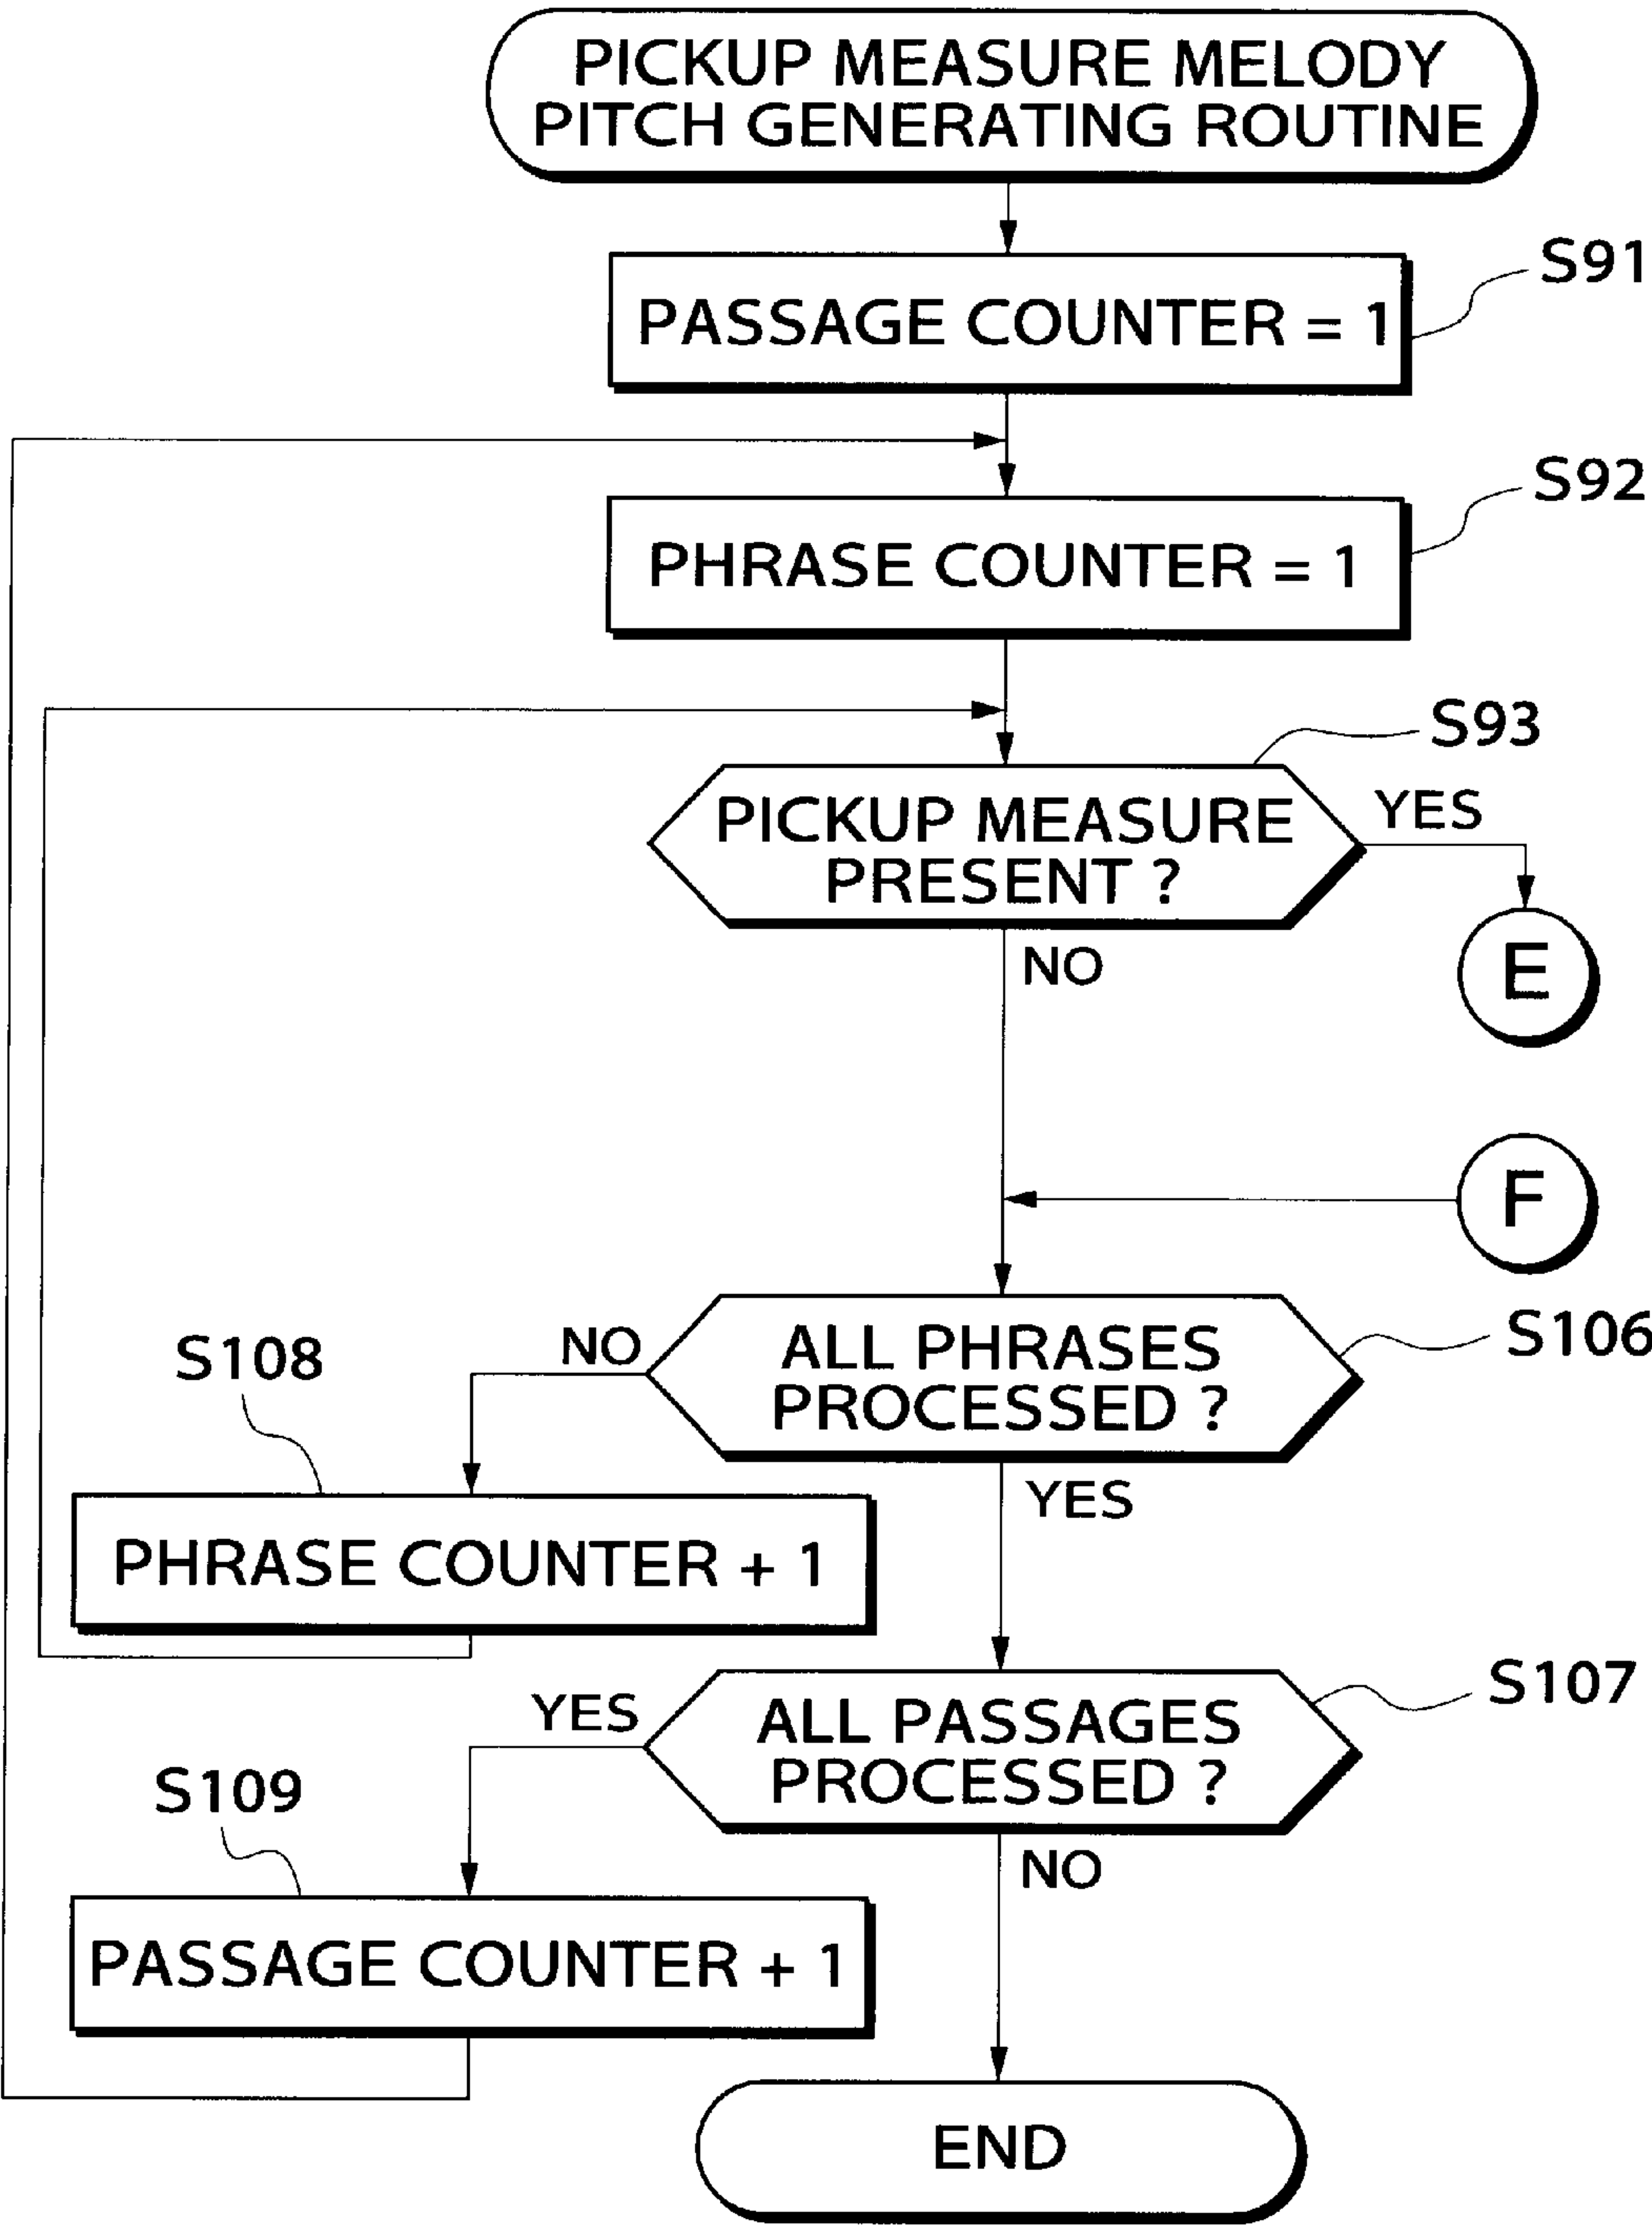 PICKUP MEASURE MELODY
PITCH GENERATING ROUTINE
S91
PASSAGE COUNTER = 1
S92
PHRASE COUNTER = 1
S93
PICKUP MEASURE
PRESENT ?
YES
E
NO
F
S106
ALL PHRASES
PROCESSED ?
NO
S108
YES
PHRASE COUNTER + 1
S107
ALL PASSAGES
PROCESSED ?
YES
S109
NO
PASSAGE COUNTER + 1
END